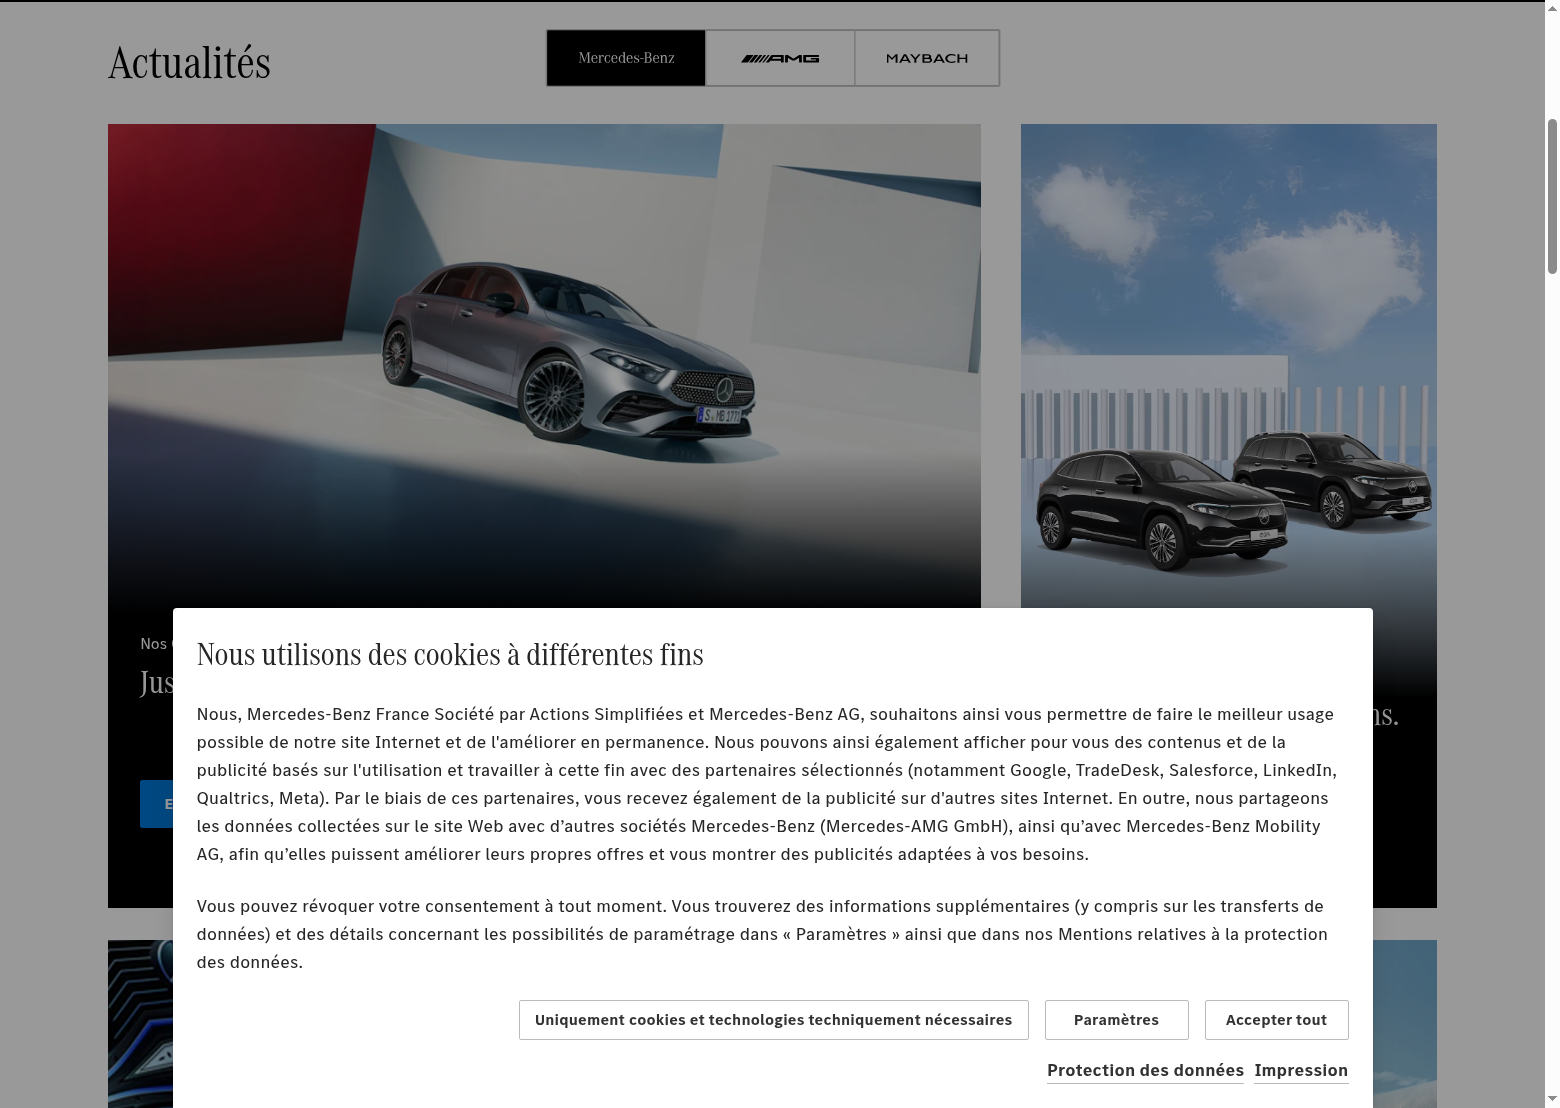 Actualités
Mercedes-Benz
AMG
MAYBACH
S MB 1771
Nos
Nous utilisons des cookies à différentes fins
Nous, Mercedes-Benz France Société par Actions Simplifiées et Mercedes-Benz AG, souhaitons ainsi vous permettre de faire le meilleur usage
possible de notre site Internet et de l'améliorer en permanence. Nous pouvons ainsi également afficher pour vous des contenus et de la
publicité basés sur l'utilisation et travailler à cette fin avec des partenaires sélectionnés (notamment Google, TradeDesk, Salesforce, LinkedIn,
Qualtrics, Meta). Par le biais de ces partenaires, vous recevez également de la publicité sur d'autres sites Internet. En outre, nous partageons
les données collectées sur le site Web avec d’autres sociétés Mercedes-Benz (Mercedes-AMG GmbH), ainsi qu’avec Mercedes-Benz Mobility
AG, afin qu’elles puissent améliorer leurs propres offres et vous montrer des publicités adaptées à vos besoins.
Vous pouvez révoquer votre consentement à tout moment. Vous trouverez des informations supplémentaires (y compris sur les transferts de
données) et des détails concernant les possibilités de paramétrage dans « Paramètres » ainsi que dans nos Mentions relatives à la protection
des données.
Uniquement cookies et technologies techniquement nécessaires
Paramètres
Accepter tout
Protection des données
Impression